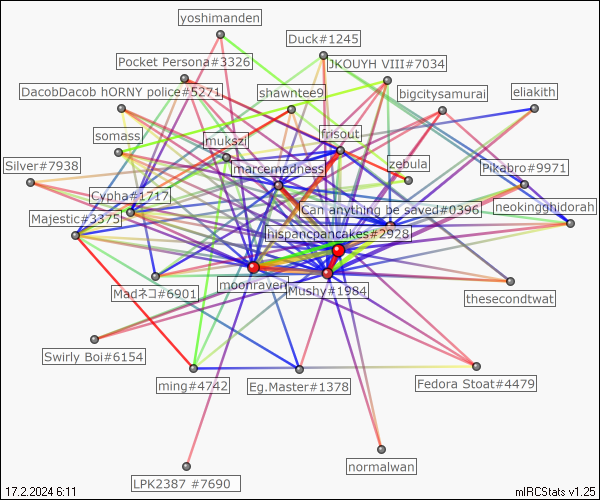 yoshimanden
Duck#1245
Pocket Persona#3326
JKOUYH VIII#7034
DacobDacob hORNY police#5271
shawntee9
bigcitysamurai
eliakith
somass
mukszi
frisout
Silver#7938
marcemadness
zebula
Pikabro#9971
Cypha#1717
Can anything be saved#0396
neokingghidorah
Majestic#3375
hispancpancakes#2928
Madネコ#6901
moonraven
Mushy#1984
thesecondtwat
Swirly Boi#6154
ming#4742
Eg.Master#1378
Fedora Stoat#4479
normalwan
LPK2387 #7690
17.2.2024 6:11
mIRCStats v1.25